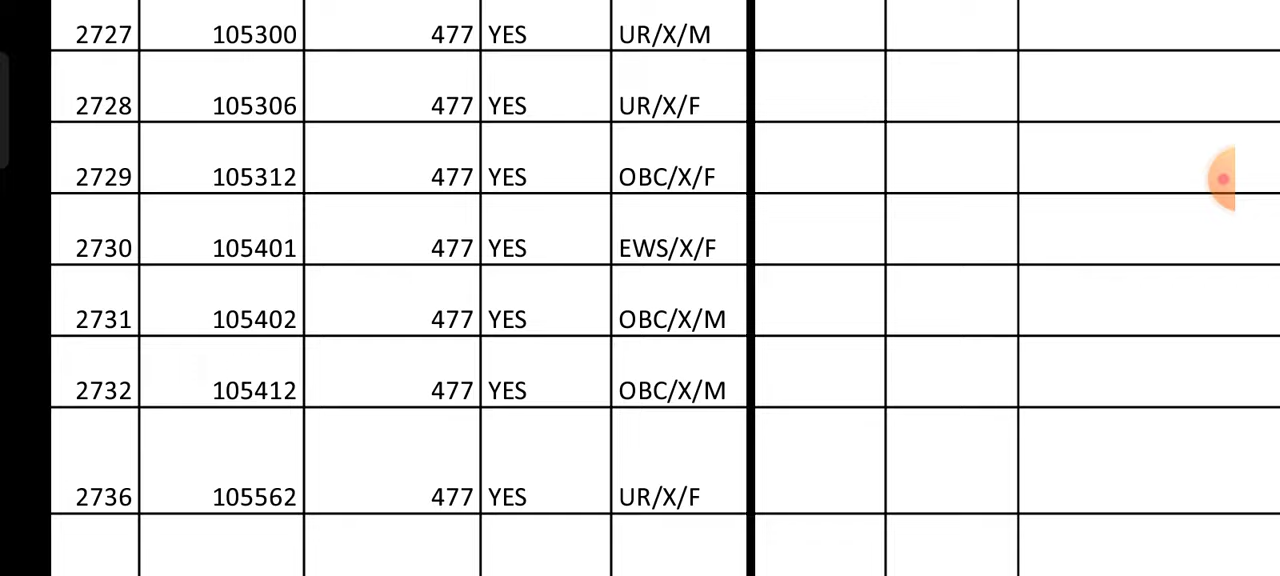 2727 105300 477 YES UR/X/M
2728 105306 477 YES UR/X/F
2729 105312 477 YES OBC/X/F
2730 105401 477 YES EWS/X/F
2731 105402 477 YES OBC/X/M
2732 105412 477 YES OBC/X/M
2736 105562 477 YES UR/X/F